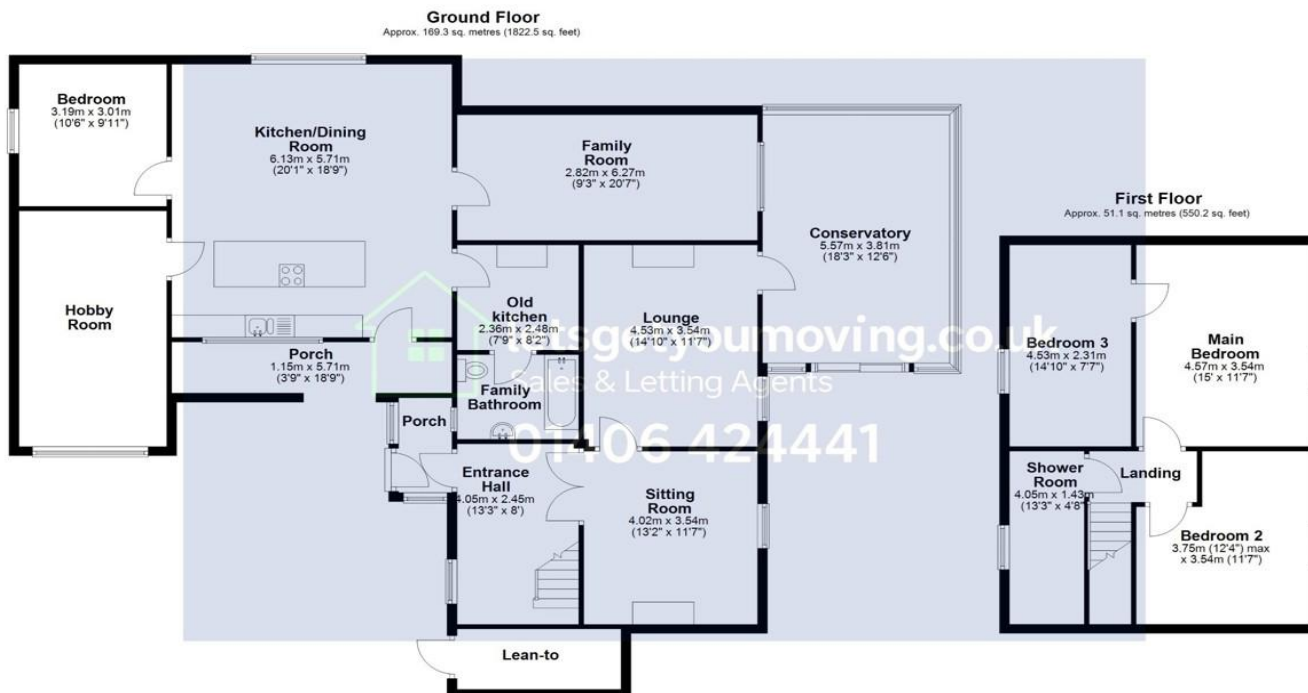 Ground Floor
Approx. 169.3 sq. metres (1822.5 sq. feet)
Bedroom
3.19m x 3.01m
(10'6" x 9'11")
Kitchen/Dining
Room
6.13m x 5.71m
(20'1" x 18'9")
Family
Room
2.82m x 6.27m
(9'3" x 20'7")
Conservatory
5.57m x 3.81m
(18'3" x 12'6")
Hobby
Room
Old
kitchen
2.36m x 2.48m
(7'9" x 8'2")
Lounge
4.53m x 3.54m
(14'10" x 11'7")
Porch
1.15m x 5.71m
(3'9" x 18'9")
Family
Bathroom
Porch
Entrance
Hall
4.05m x 2.45m
(13'3" x 8')
Sitting
Room
4.02m x 3.54m
(13'2" x 11'7")
Lean-to
First Floor
Approx. 51.1 sq. metres (550.2 sq. feet)
Bedroom 3
4.53m x 2.31m
(14'10" x 7'7")
Main
Bedroom
4.57m x 3.54m
(15' x 11'7")
Shower
Room
4.05m x 1.43m
(13'3" x 4'8")
Landing
Bedroom 2
3.75m (12'4") max
x 3.54m (11'7")
letsgetyoumoving.co.uk
Sales & Letting Agents
01406 424441